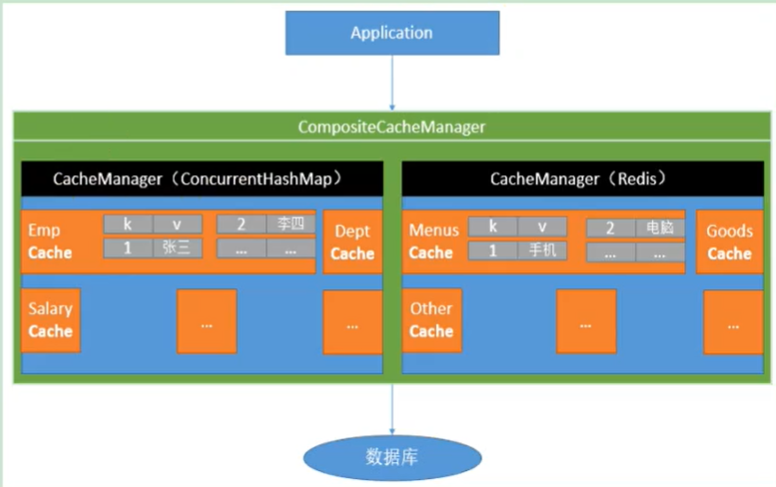 Application
CompositeCacheManager
CacheManager（ConcurrentHashMap）
Emp
Cache
k v
1 张三
2 李四
... ...
Dept
Cache
Salary
Cache
...
...
CacheManager（Redis）
Menus
Cache
k v
1 手机
2 电脑
... ...
Goods
Cache
Other
Cache
...
...
数据库